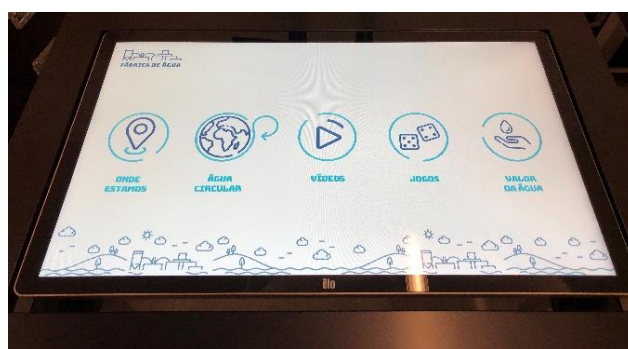 FÁBRICA DE ÁGUA
ONDE
ESTAMOS
ÁGUA
CIRCULAR
VÍDEOS
JOGOS
VALOR
DA ÁGUA
elo